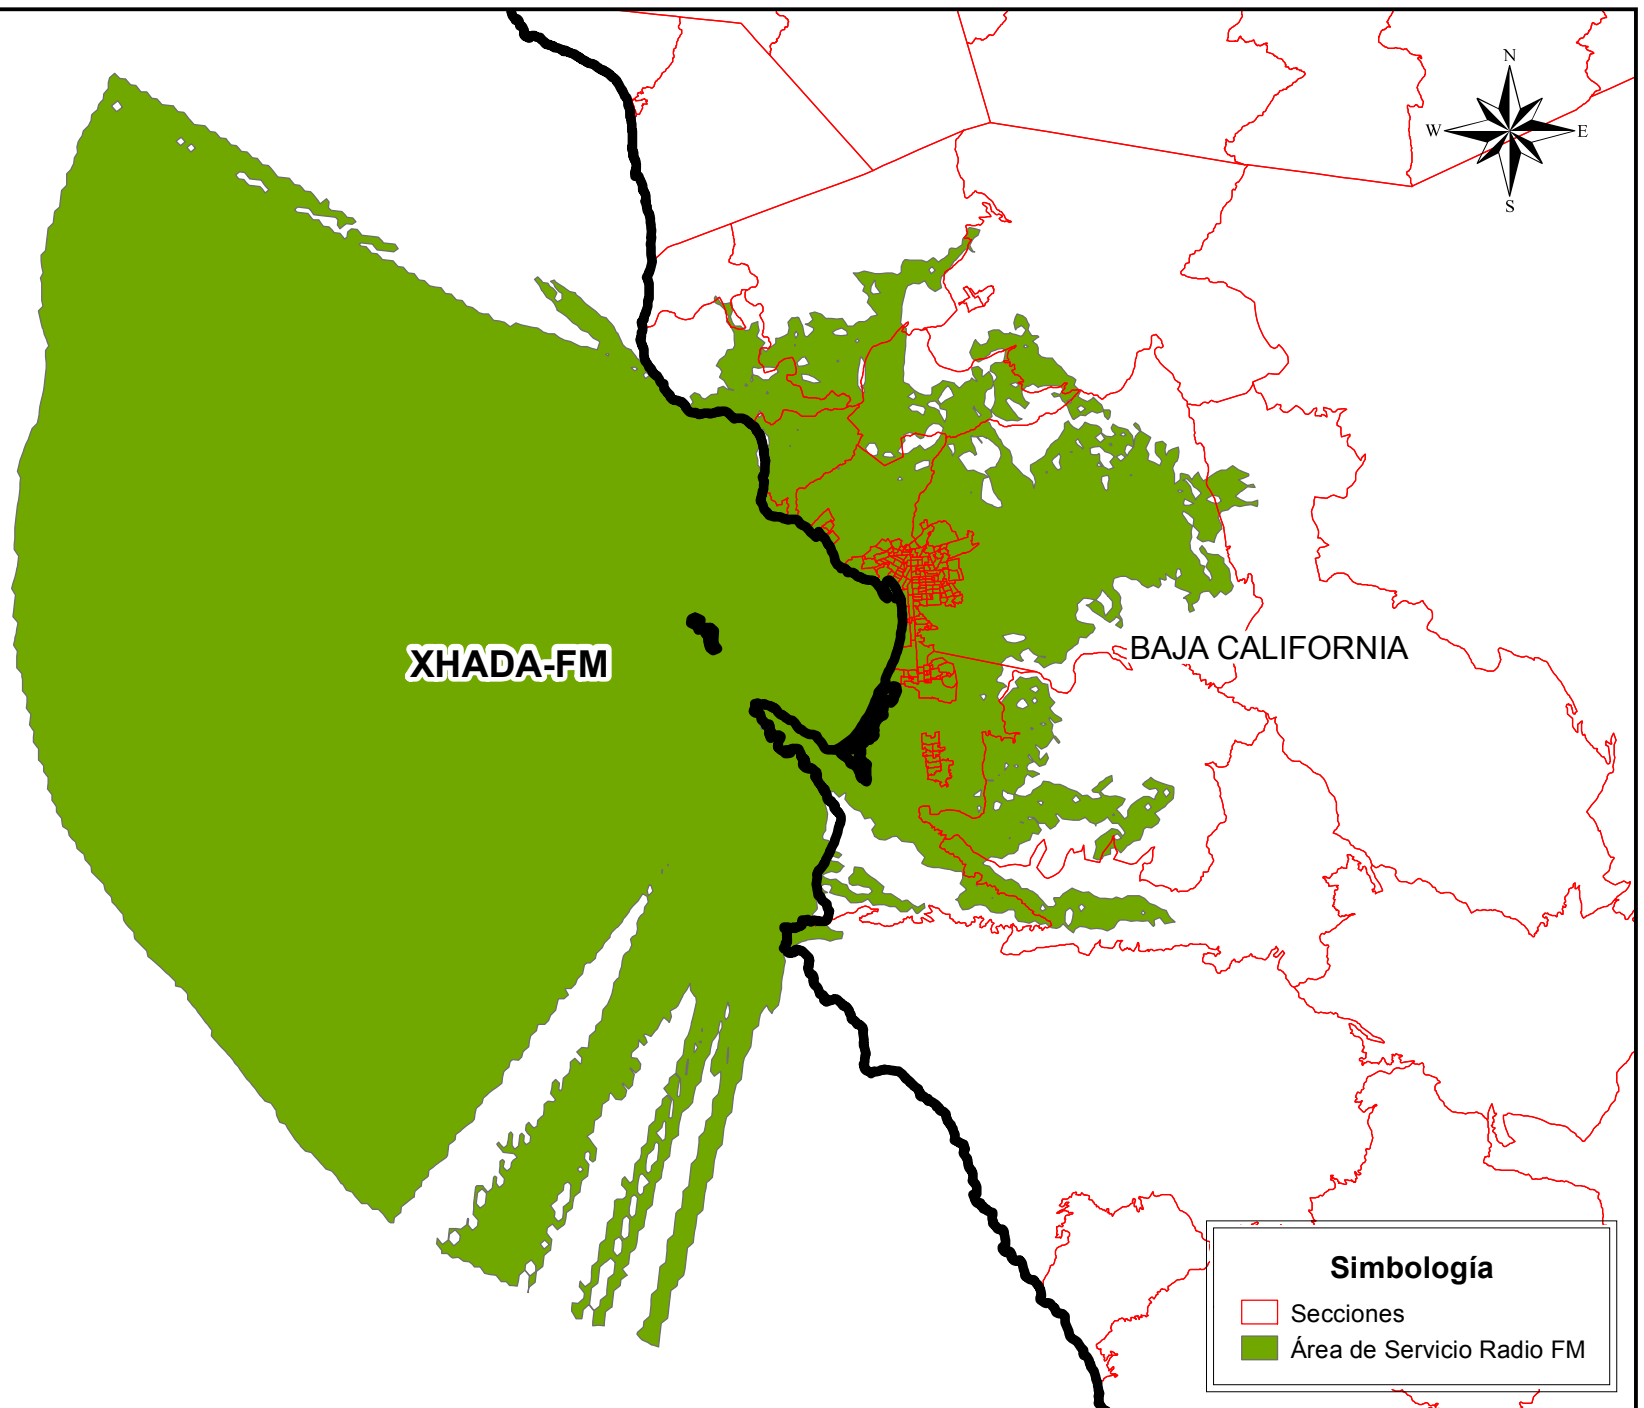 N
W E
S
XHADA-FM
BAJA CALIFORNIA
Simbología
Secciones
Área de Servicio Radio FM